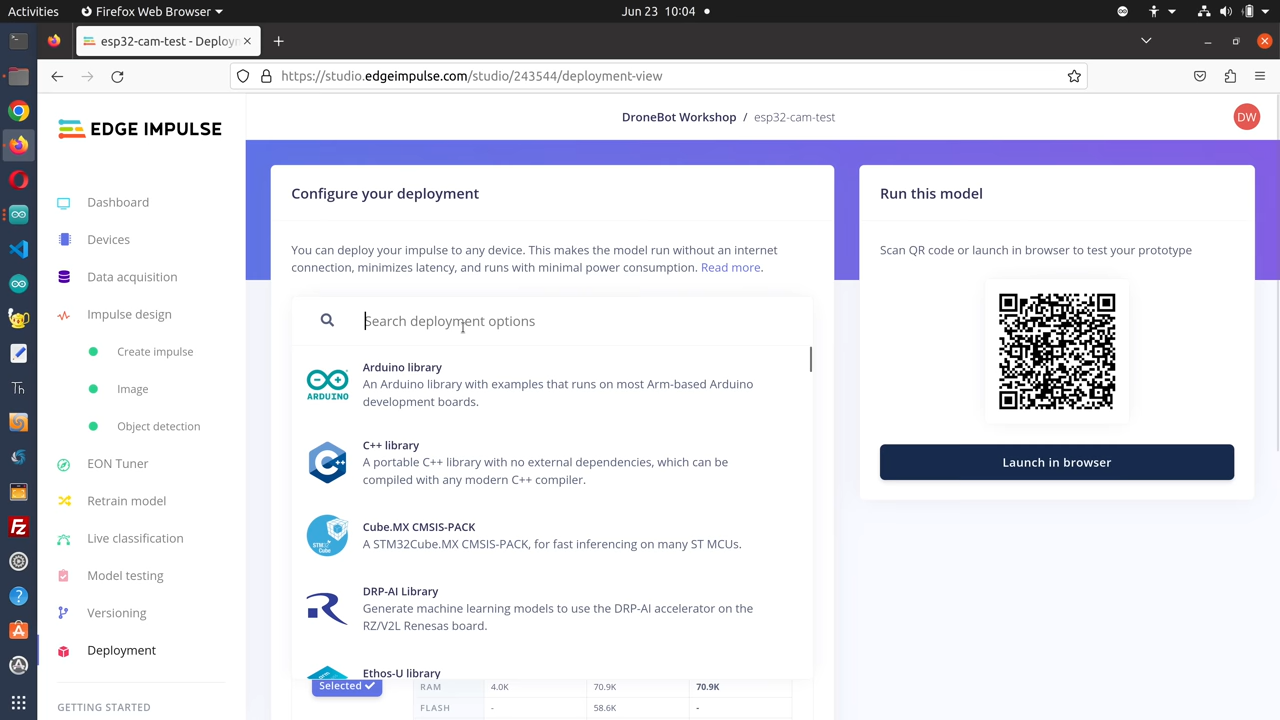 Activities
Firefox Web Browser
Jun 23 10:04
esp32-cam-test - Deploym
https://studio.edgeimpulse.com/studio/243544/deployment-view
EDGE IMPULSE
DroneBot Workshop / esp32-cam-test
DW
Dashboard
Devices
Data acquisition
Impulse design
Create impulse
Image
Object detection
EON Tuner
Retrain model
Live classification
Model testing
Versioning
Deployment
GETTING STARTED
Configure your deployment
You can deploy your impulse to any device. This makes the model run without an internet
connection, minimizes latency, and runs with minimal power consumption. Read more.
Search deployment options
ARDUINO
Arduino library
An Arduino library with examples that runs on most Arm-based Arduino
development boards.
C++ library
A portable C++ library with no external dependencies, which can be
compiled with any modern C++ compiler.
Cube.MX CMSIS-PACK
A STM32Cube.MX CMSIS-PACK, for fast inferencing on many ST MCUs.
DRP-AI Library
Generate machine learning models to use the DRP-AI accelerator on the
RZ/V2L Renesas board.
Ethos-U library
Selected
RAM 4.0K 70.9K 70.9K
FLASH - 58.6K -
Run this model
Scan QR code or launch in browser to test your prototype
Launch in browser